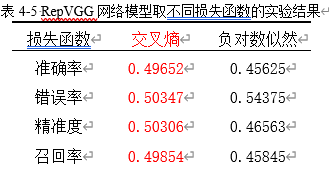 表 4-5 RepVGG 网络模型取不同损失函数的实验结果
损失函数 交叉熵 负对数似然
准确率 0.49652 0.45625
错误率 0.50347 0.54375
精准度 0.50306 0.46563
召回率 0.49854 0.45845